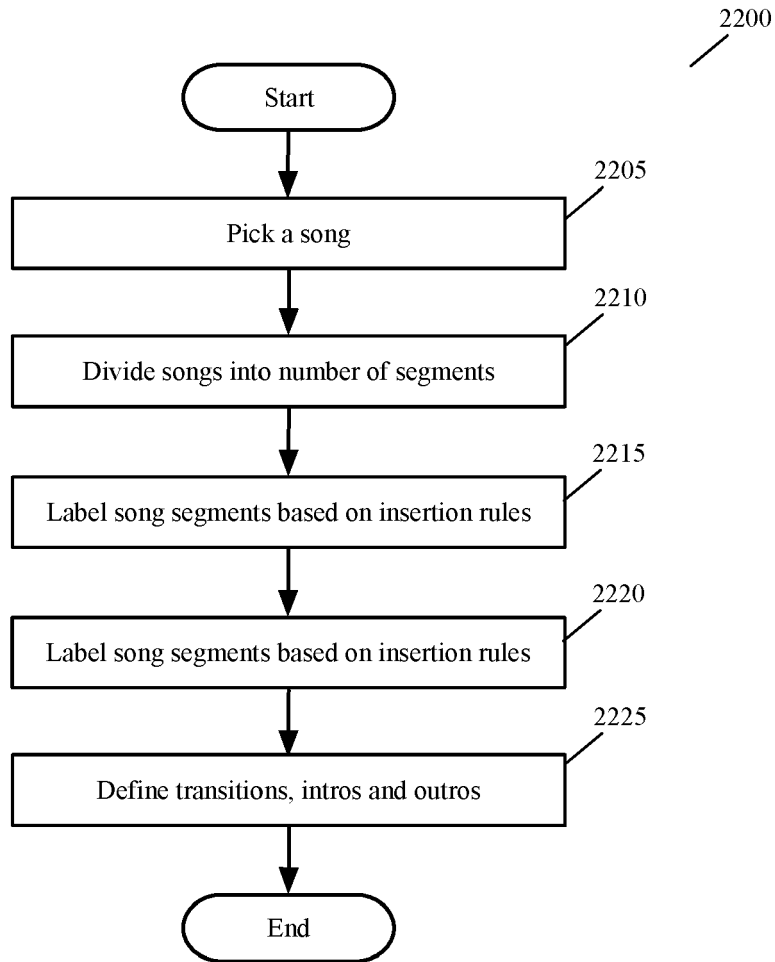 2200
Start
2205
Pick a song
2210
Divide songs into number of segments
2215
Label song segments based on insertion rules
2220
Label song segments based on insertion rules
2225
Define transitions, intros and outros
End